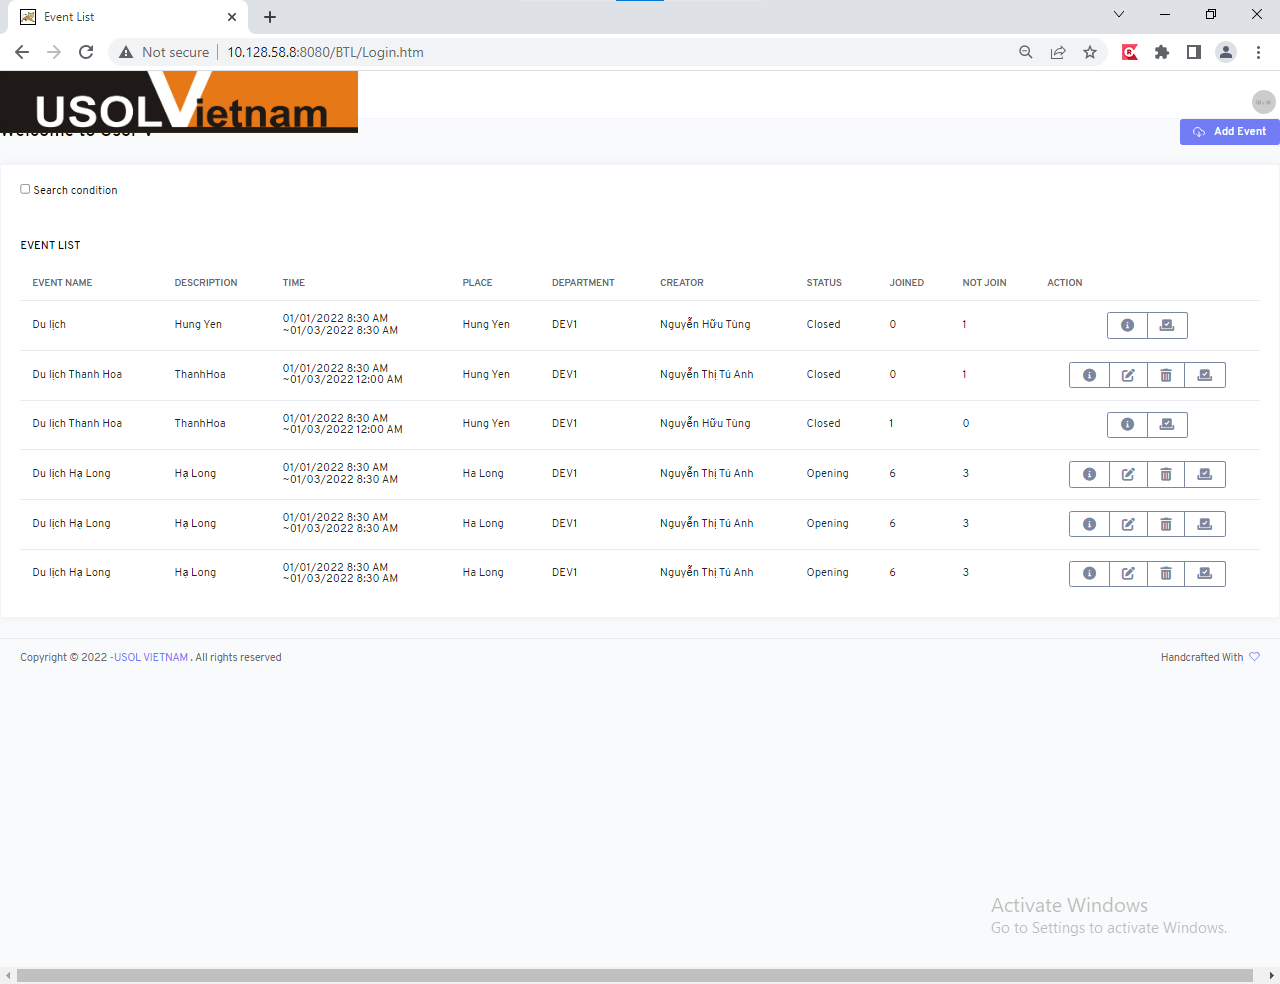 Event List
Not secure 10.128.58.8:8080/BTL/Login.htm
USOL Vietnam
Add Event
Search condition
EVENT LIST
EVENT NAME DESCRIPTION TIME PLACE DEPARTMENT CREATOR STATUS JOINED NOT JOIN ACTION
Du lịch Hung Yen 01/01/2022 8:30 AM ~01/03/2022 8:30 AM Hung Yen DEV1 Nguyễn Hữu Tùng Closed 0 1
Du lịch Thanh Hoa ThanhHoa 01/01/2022 8:30 AM ~01/03/2022 12:00 AM Hung Yen DEV1 Nguyễn Thị Tú Anh Closed 0 1
Du lịch Thanh Hoa ThanhHoa 01/01/2022 8:30 AM ~01/03/2022 12:00 AM Hung Yen DEV1 Nguyễn Hữu Tùng Closed 1 0
Du lịch Hạ Long Hạ Long 01/01/2022 8:30 AM ~01/03/2022 8:30 AM Ha Long DEV1 Nguyễn Thị Tú Anh Opening 6 3
Du lịch Hạ Long Hạ Long 01/01/2022 8:30 AM ~01/03/2022 8:30 AM Ha Long DEV1 Nguyễn Thị Tú Anh Opening 6 3
Du lịch Hạ Long Hạ Long 01/01/2022 8:30 AM ~01/03/2022 8:30 AM Ha Long DEV1 Nguyễn Thị Tú Anh Opening 6 3
Copyright © 2022 -USOL VIETNAM . All rights reserved Handcrafted With
Activate Windows
Go to Settings to activate Windows.